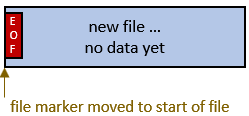 EOF
new file ...
no data yet
file marker moved to start of file